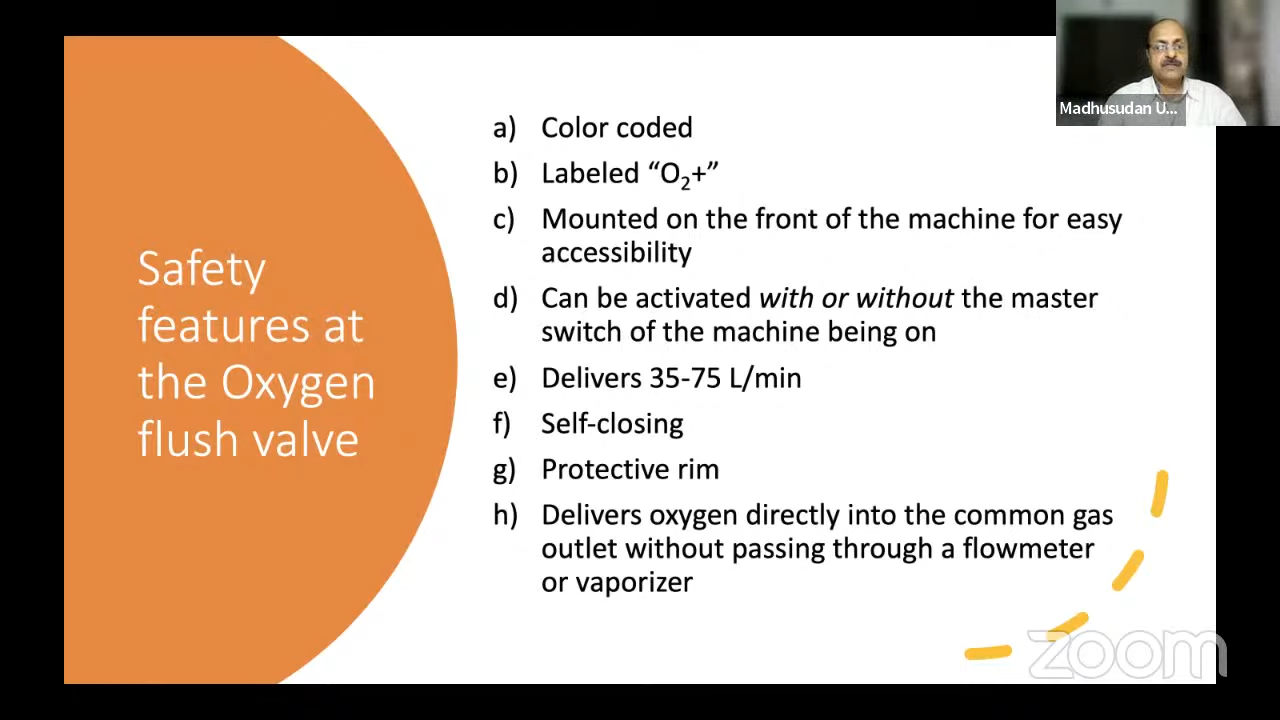 Madhusudan U...
Safety
features at
the Oxygen
flush valve
a) Color coded
b) Labeled “O₂+”
c) Mounted on the front of the machine for easy
accessibility
d) Can be activated with or without the master
switch of the machine being on
e) Delivers 35-75 L/min
f) Self-closing
g) Protective rim
h) Delivers oxygen directly into the common gas
outlet without passing through a flowmeter
or vaporizer
zoom